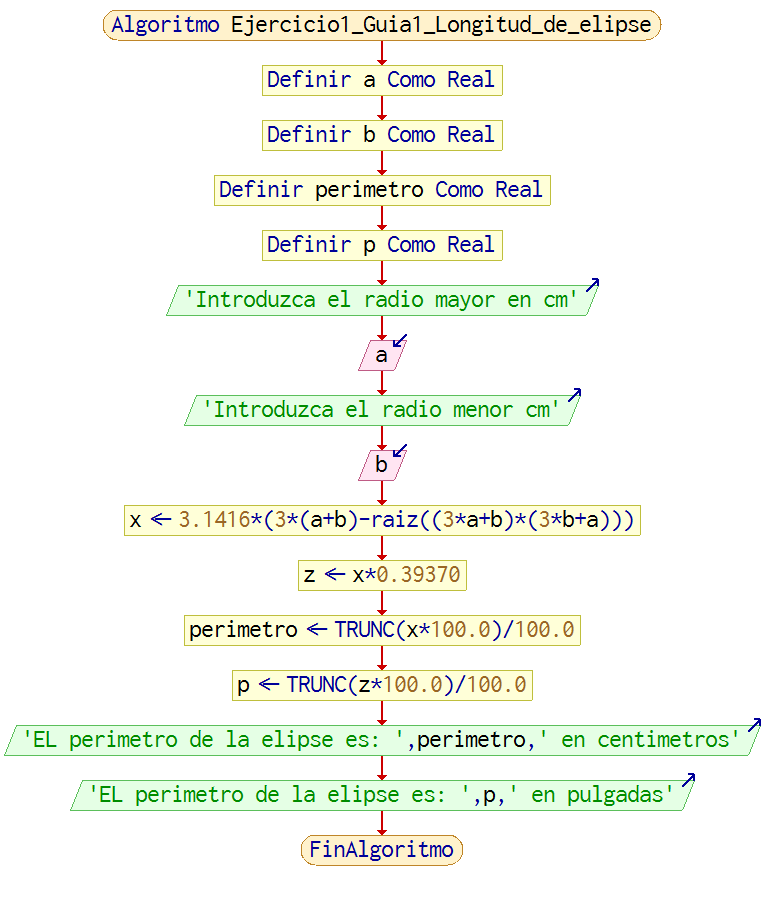 Algoritmo Ejercicio1_Guia1_Longitud_de_elipse
Definir a Como Real
Definir b Como Real
Definir perimetro Como Real
Definir p Como Real
'Introduzca el radio mayor en cm'
a
'Introduzca el radio menor cm'
b
x ← 3.1416*(3*(a+b)-raiz((3*a+b)*(3*b+a)))
z ← x*0.39370
perimetro ← TRUNC(x*100.0)/100.0
p ← TRUNC(z*100.0)/100.0
'EL perimetro de la elipse es: ',perimetro,' en centimetros'
'EL perimetro de la elipse es: ',p,' en pulgadas'
FinAlgoritmo